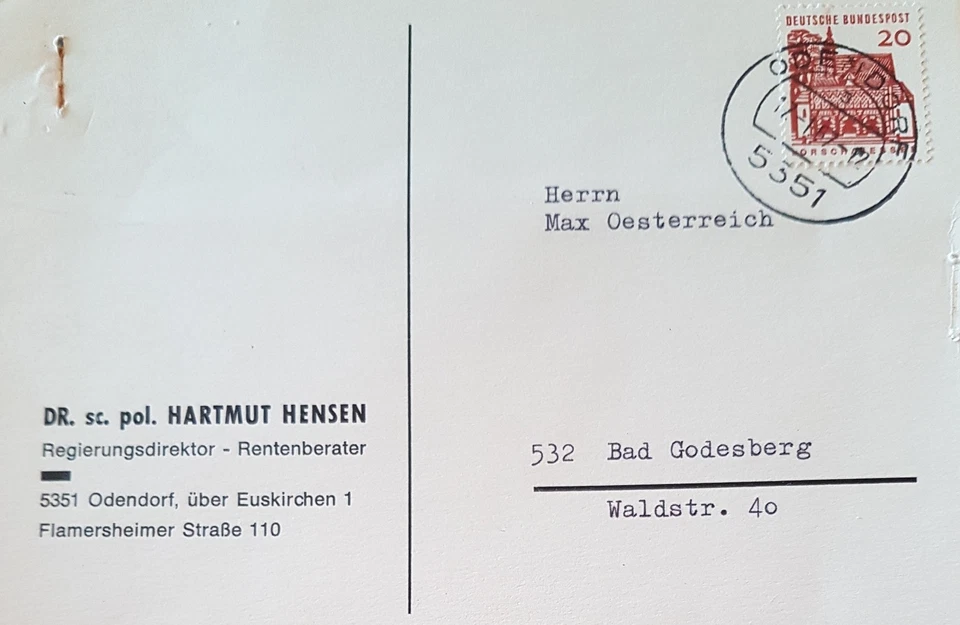 DEUTSCHE BUNDESPOST
20
ODENDORF
5351
Herrn
Max Oesterreich
DR. sc. pol. HARTMUT HENSEN
Regierungsdirektor - Rentenberater
5351 Odendorf, über Euskirchen 1
Flamersheimer Straße 110
532 Bad Godesberg
Waldstr. 40